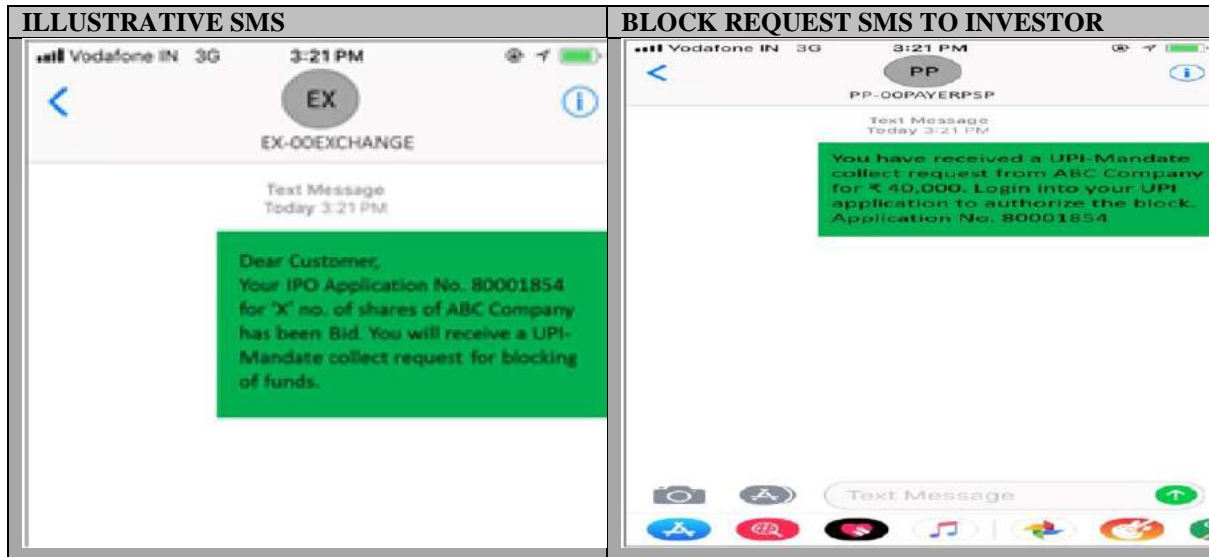 ILLUSTRATIVE SMS
Vodafone IN 3G 3:21 PM
EX
EX-00EXCHANGE
Text Message
Today 3:21 PM
Dear Customer,
Your IPO Application No. 80001854
for 'X' no. of shares of ABC Company
has been Bid. You will receive a UPI-
Mandate collect request for blocking
of funds.
BLOCK REQUEST SMS TO INVESTOR
Vodafone IN 3G 3:21 PM
PP
PP-00PAYERPSP
Text Message
Today 3:21 PM
You have received a UPI-Mandate
collect request from ABC Company
for ₹ 40,000. Login into your UPI
application to authorize the block.
Application No. 80001854
Text Message